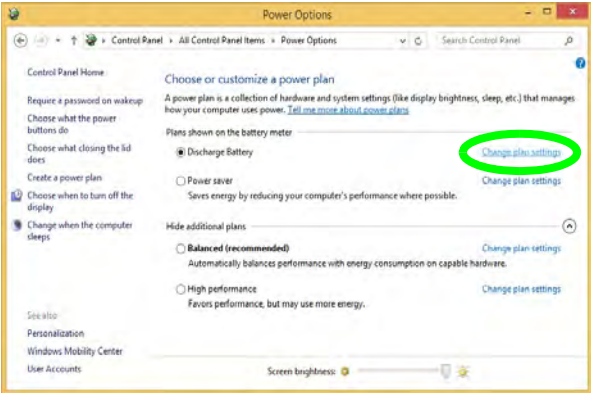 Power Options
Control Panel › All Control Panel Items › Power Options
Search Control Panel
Control Panel Home
Require a password on wakeup
Choose what the power buttons do
Choose what closing the lid does
Create a power plan
Choose when to turn off the display
Change when the computer sleeps
See also
Personalization
Windows Mobility Center
User Accounts
Choose or customize a power plan
A power plan is a collection of hardware and system settings (like display brightness, sleep, etc.) that manages
how your computer uses power. Tell me more about power plans
Plans shown on the battery meter
Discharge Battery Change plan settings
Power saver Change plan settings
Saves energy by reducing your computer's performance where possible.
Hide additional plans
Balanced (recommended) Change plan settings
Automatically balances performance with energy consumption on capable hardware.
High performance Change plan settings
Favors performance, but may use more energy.
Screen brightness: